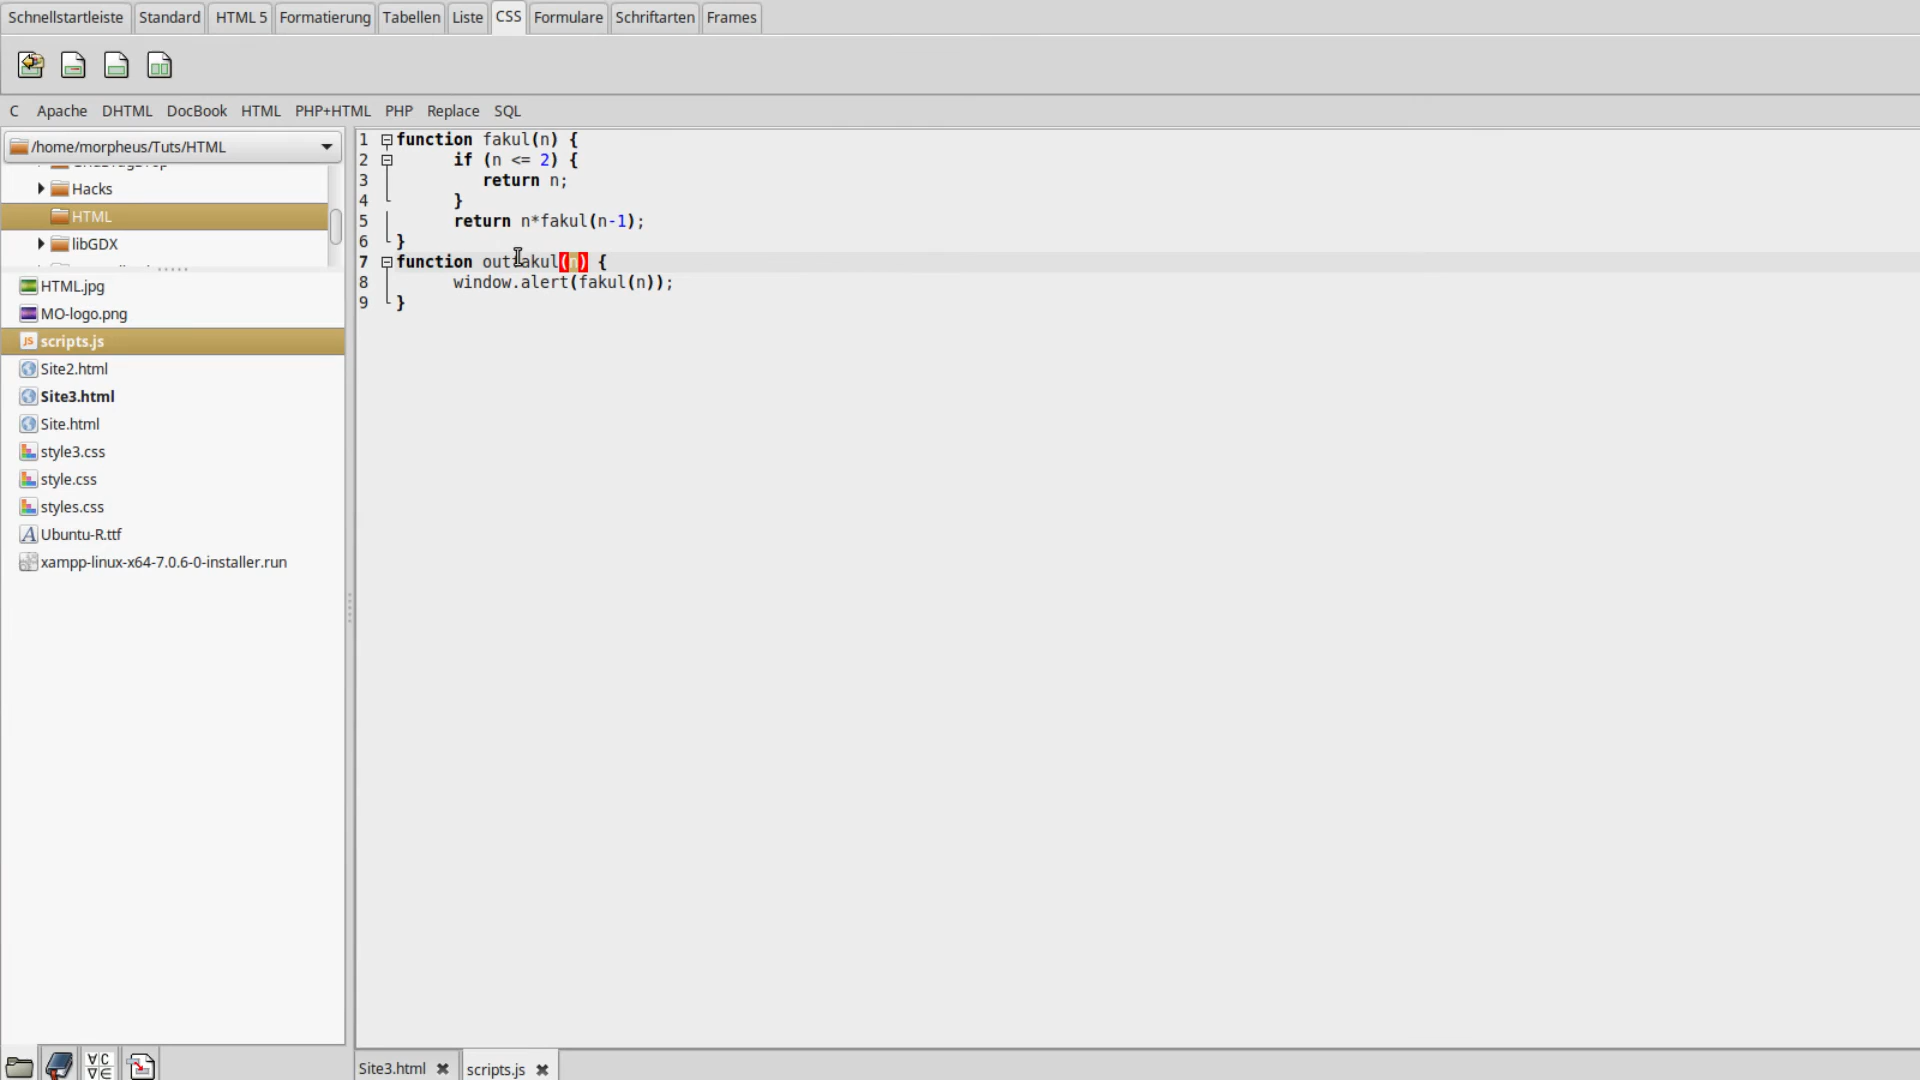 Schnellstartleiste Standard HTML 5 Formatierung Tabellen Liste CSS Formulare Schriftarten Frames
C Apache DHTML DocBook HTML PHP+HTML PHP Replace SQL
/home/morpheus/Tuts/HTML
Hacks
HTML
libGDX
HTML.jpg
MO-logo.png
JS scripts.js
Site2.html
Site3.html
Site.html
style3.css
style.css
styles.css
Ubuntu-R.ttf
xampp-linux-x64-7.0.6-0-installer.run
1 function fakul(n) {
2 if (n <= 2) {
3 return n;
4 }
5 return n*fakul(n-1);
6 }
7 function outfakul(n) {
8 window.alert(fakul(n));
9 }
Site3.html scripts.js